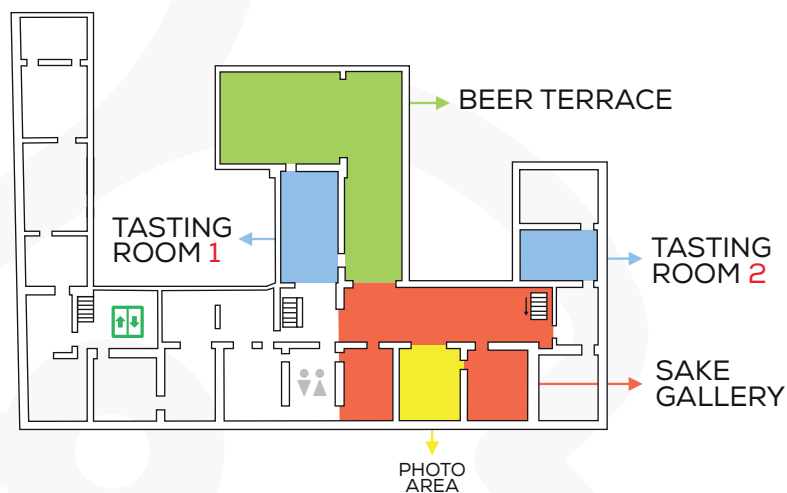 BEER TERRACE
TASTING
ROOM 1
TASTING
ROOM 2
SAKE
GALLERY
PHOTO
AREA